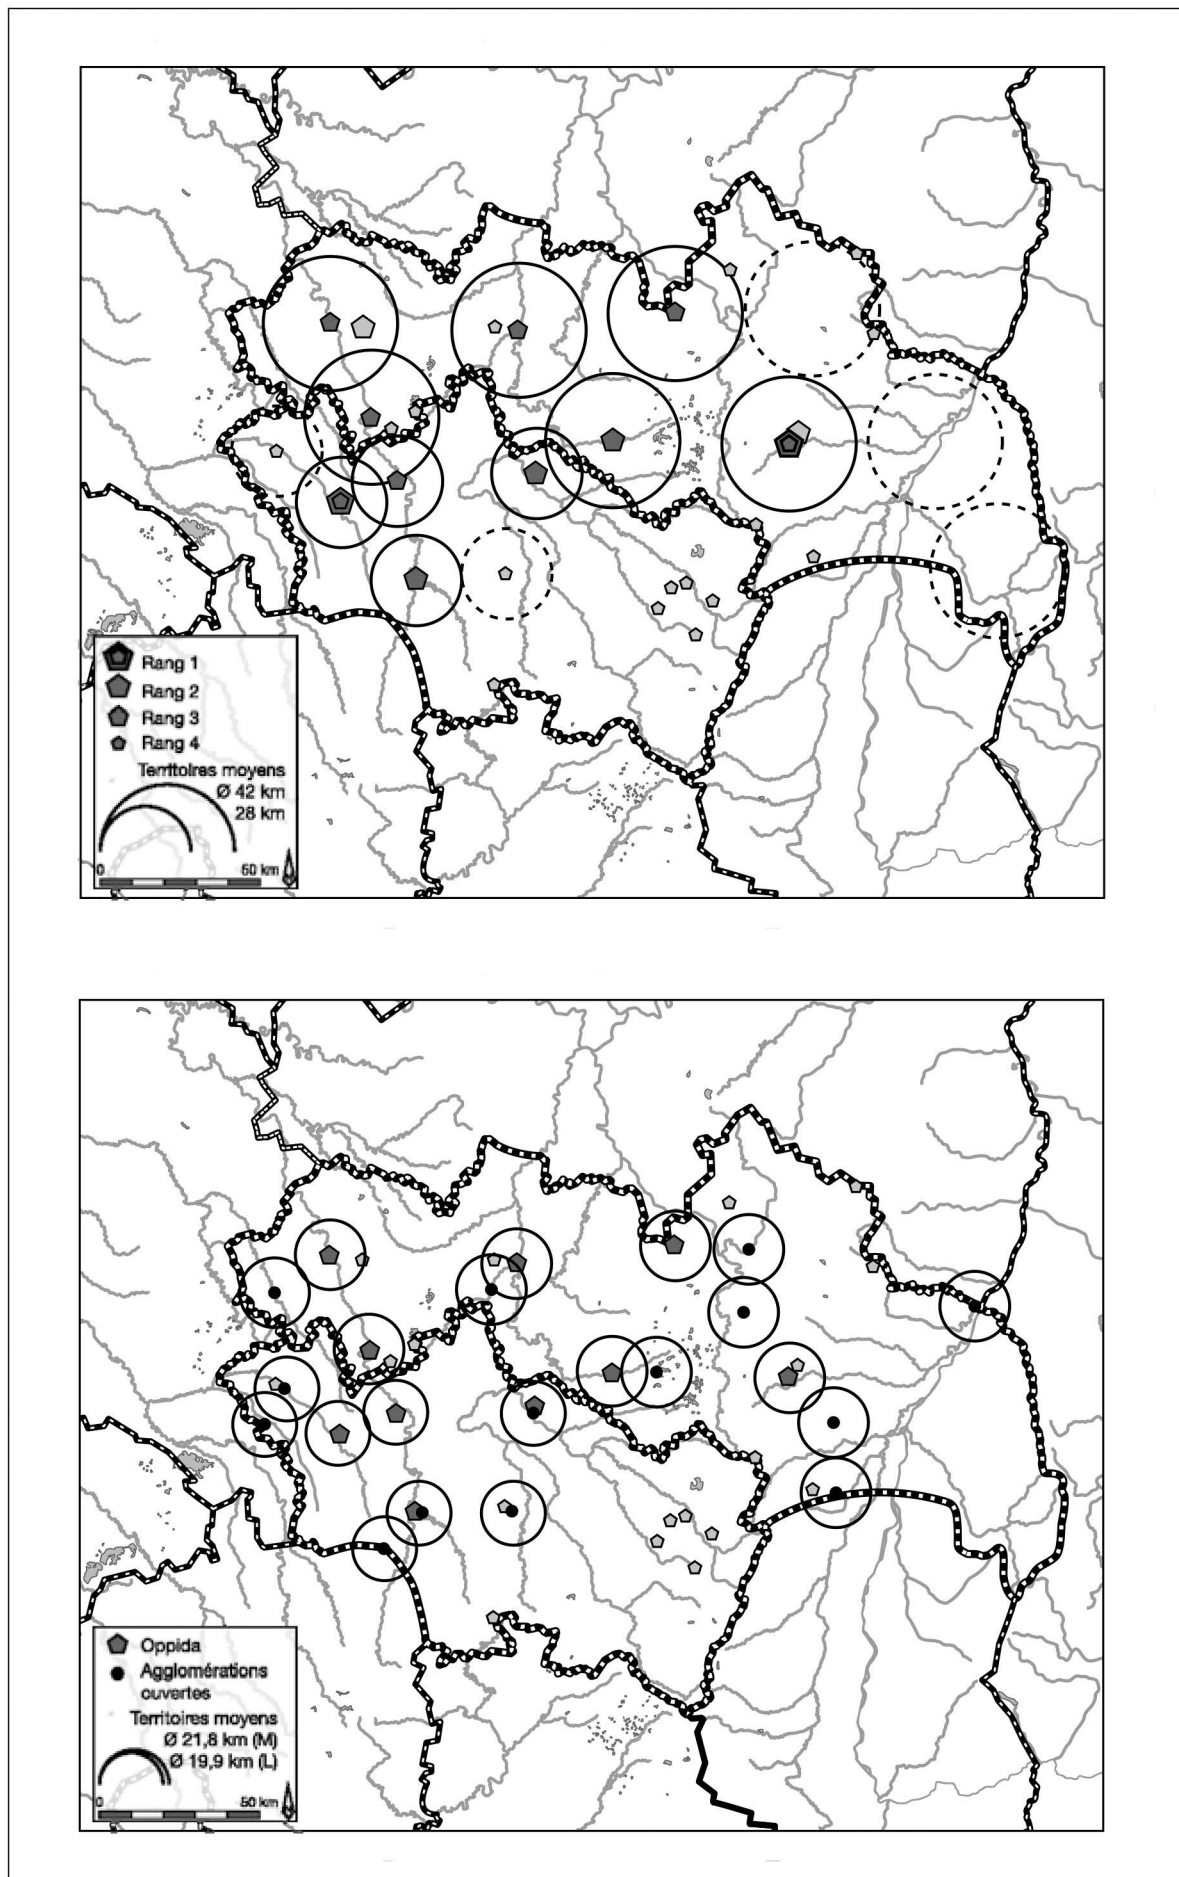 Rang 1
Rang 2
Rang 3
Rang 4
Territoires moyens
Ø 42 km
28 km
0 50 km
Oppida
Agglomérations
ouvertes
Territoires moyens
Ø 21,8 km (M)
Ø 19,9 km (L)
0 50 km